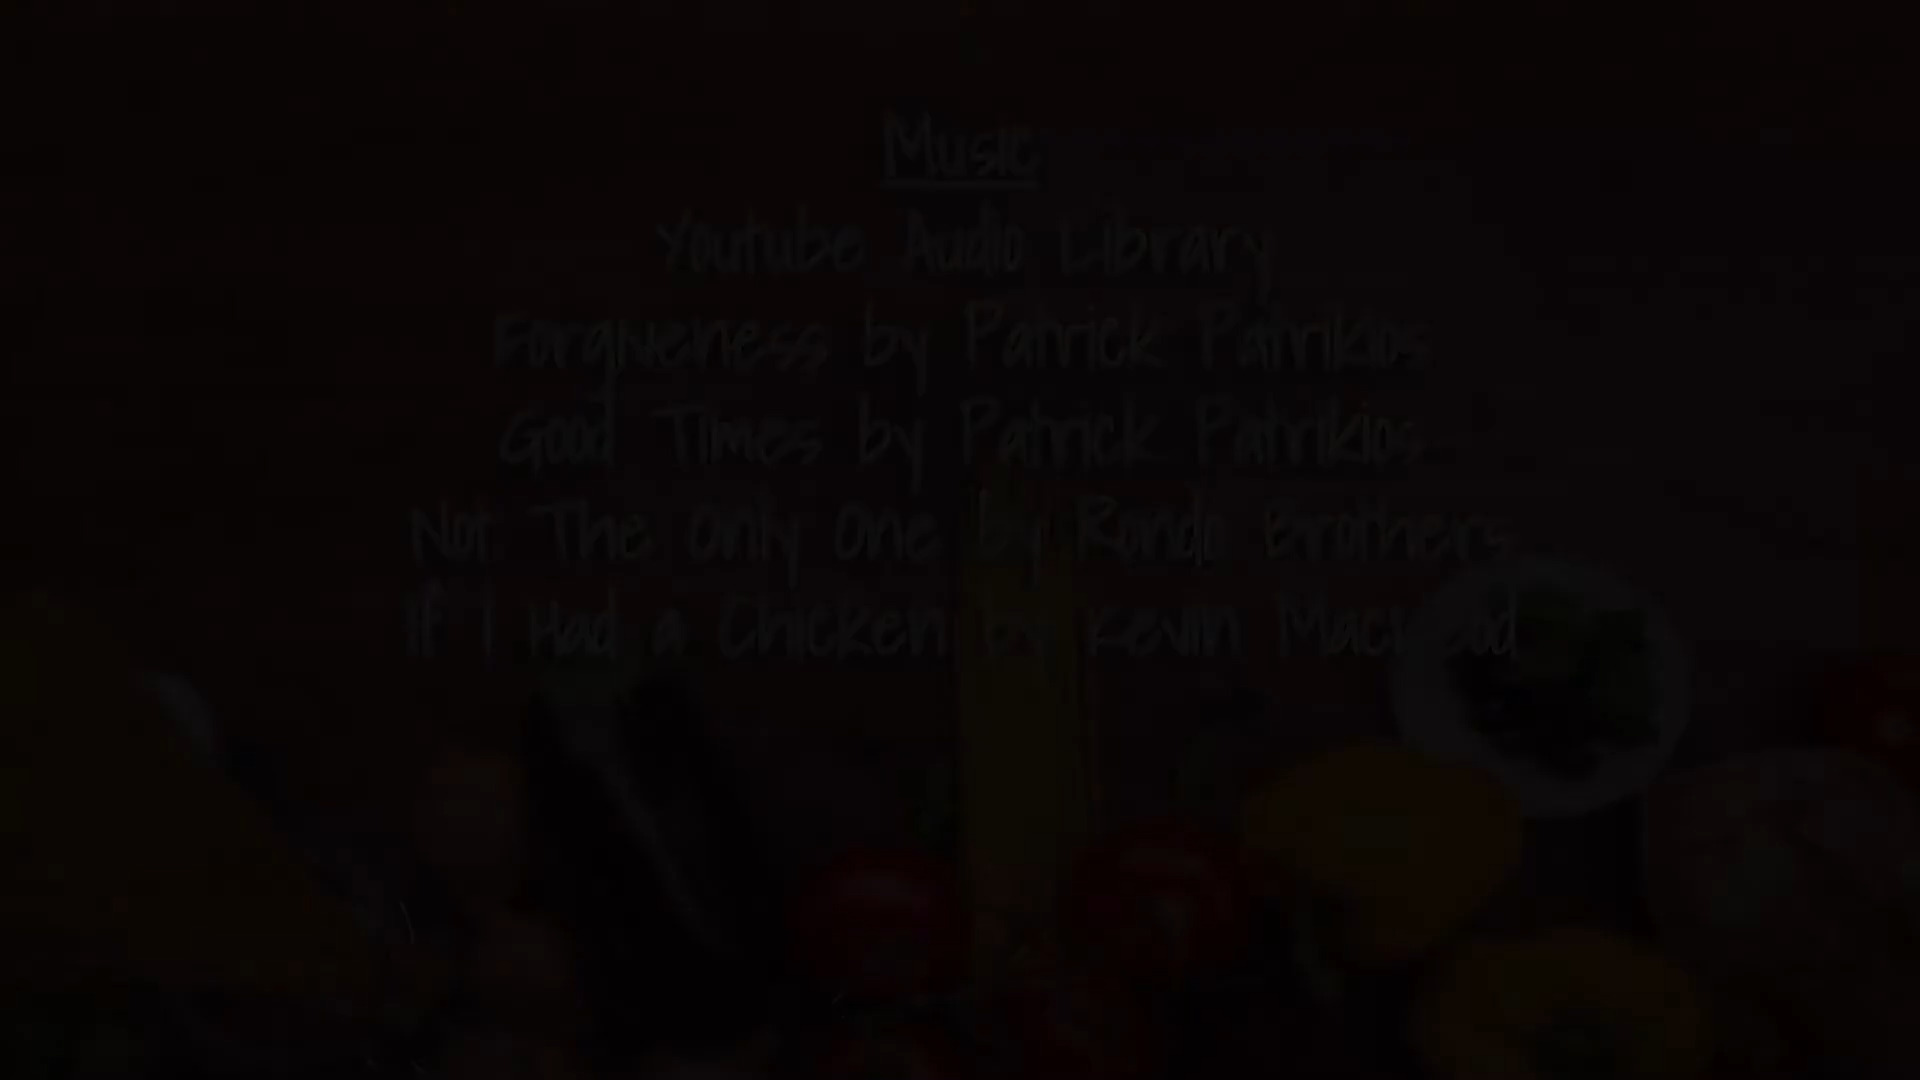 Music
Youtube Audio Library
Forgiveness by Patrick Patrikios
Good Times by Patrick Patrikios
Not The Only One by Rondo Brothers
If I Had a Chicken by Kevin MacLeod